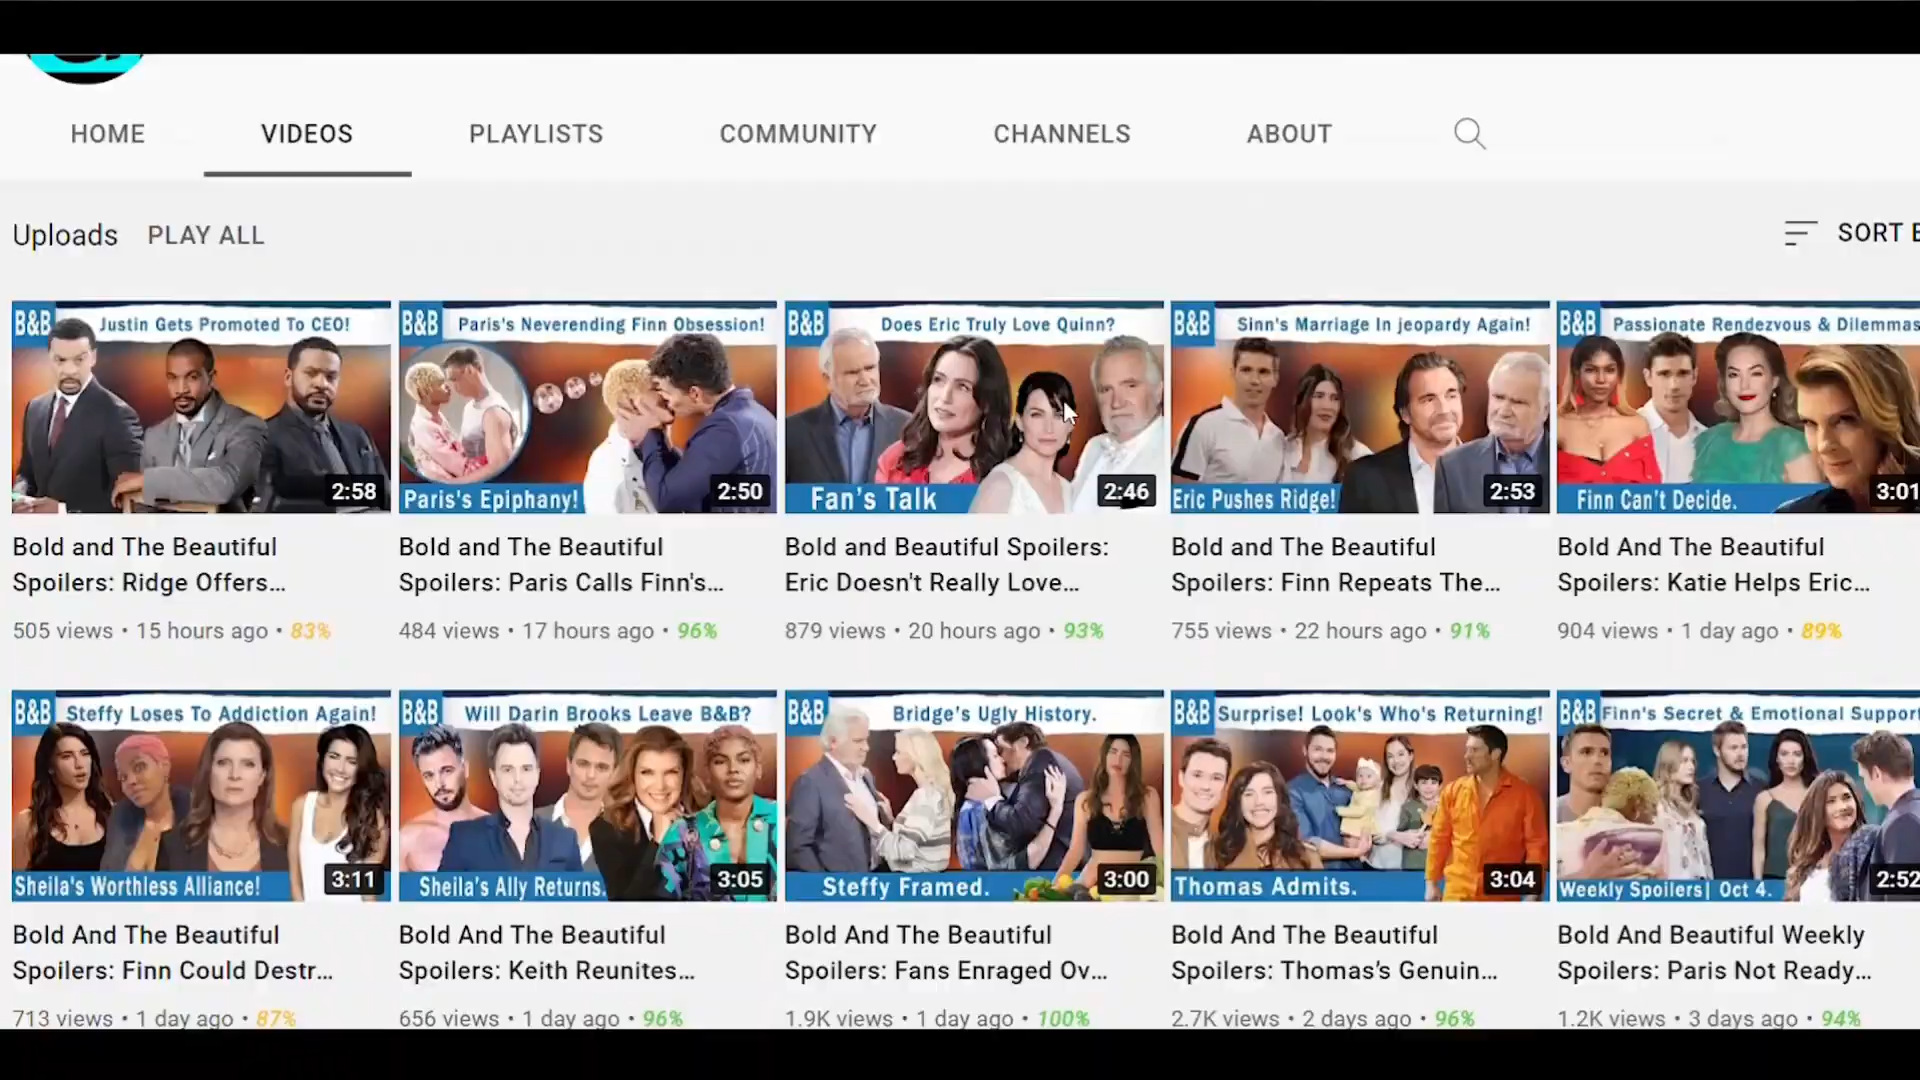 HOME VIDEOS PLAYLISTS COMMUNITY CHANNELS ABOUT
Uploads PLAY ALL
SORT
B&B Justin Gets Promoted To CEO!
2:58
B&B Paris's Neverending Finn Obsession!
Paris's Epiphany! 2:50
B&B Does Eric Truly Love Quinn?
Fan's Talk 2:46
B&B Sinn's Marriage In jeopardy Again!
Eric Pushes Ridge! 2:53
B&B Passionate Rendezvous & Dilemmas
Finn Can't Decide. 3:01
Bold and The Beautiful
Spoilers: Ridge Offers...
505 views • 15 hours ago • 83%
Bold and The Beautiful
Spoilers: Paris Calls Finn's...
484 views • 17 hours ago • 96%
Bold and Beautiful Spoilers:
Eric Doesn't Really Love...
879 views • 20 hours ago • 93%
Bold and The Beautiful
Spoilers: Finn Repeats The...
755 views • 22 hours ago • 91%
Bold And The Beautiful
Spoilers: Katie Helps Eric...
904 views • 1 day ago • 89%
B&B Steffy Loses To Addiction Again!
Sheila's Worthless Alliance! 3:11
B&B Will Darin Brooks Leave B&B?
Sheila's Ally Returns. 3:05
B&B Bridge's Ugly History.
Steffy Framed. 3:00
B&B Surprise! Look's Who's Returning!
Thomas Admits. 3:04
B&B Finn's Secret & Emotional Support
Weekly Spoilers| Oct 4. 2:52
Bold And The Beautiful
Spoilers: Finn Could Destr...
713 views • 1 day ago • 87%
Bold And The Beautiful
Spoilers: Keith Reunites...
656 views • 1 day ago • 96%
Bold And The Beautiful
Spoilers: Fans Enraged Ov...
1.9K views • 1 day ago • 100%
Bold And The Beautiful
Spoilers: Thomas's Genuin...
2.7K views • 2 days ago • 96%
Bold And Beautiful Weekly
Spoilers: Paris Not Ready...
1.2K views • 3 days ago • 94%